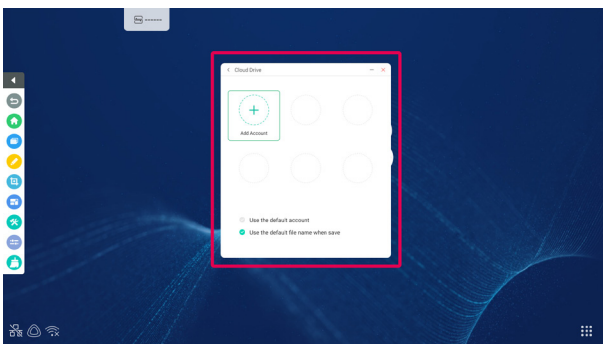 Cloud Drive
Add Account
Use the default account
Use the default file name when save